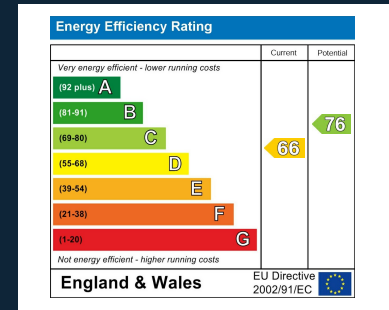 Energy Efficiency Rating
Current Potential
Very energy efficient - lower running costs
(92 plus) A
(81-91) B
(69-80) C
(55-68) D
(39-54) E
(21-38) F
(1-20) G
66
76
Not energy efficient - higher running costs
England & Wales
EU Directive
2002/91/EC